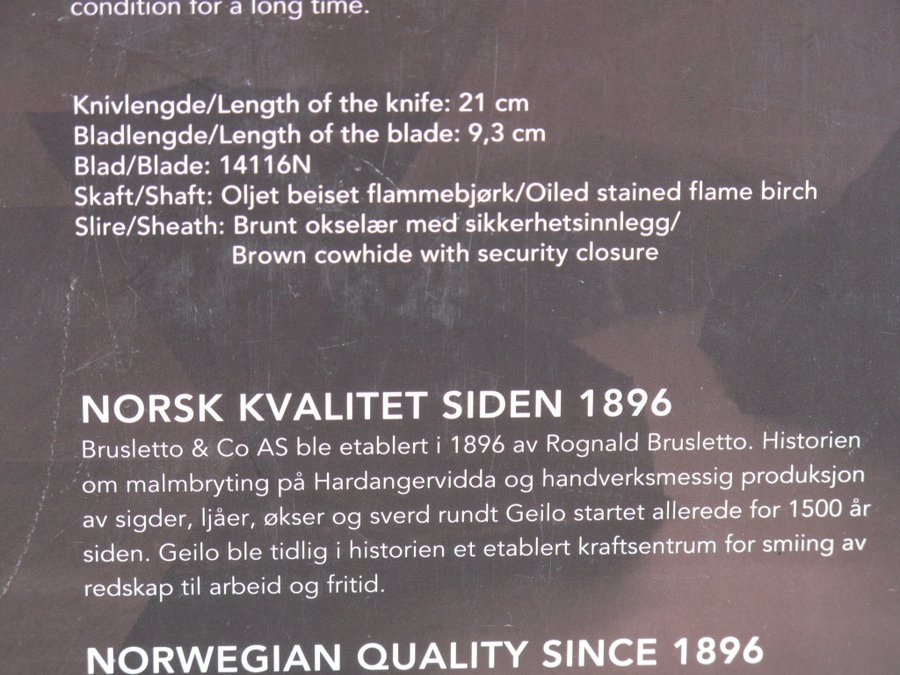 condition for a long time.
Knivlengde/Length of the knife: 21 cm
Bladlengde/Length of the blade: 9,3 cm
Blad/Blade: 14116N
Skaft/Shaft: Oljet beiset flammebjørk/Oiled stained flame birch
Slire/Sheath: Brunt okselær med sikkerhetsinnlegg/
Brown cowhide with security closure
NORSK KVALITET SIDEN 1896
Brusletto & Co AS ble etablert i 1896 av Rognald Brusletto. Historien
om malmbryting på Hardangervidda og handverksmessig produksjon
av sigder, ljåer, økser og sverd rundt Geilo startet allerede for 1500 år
siden. Geilo ble tidlig i historien et etablert kraftsentrum for smiing av
redskap til arbeid og fritid.
NORWEGIAN QUALITY SINCE 1896